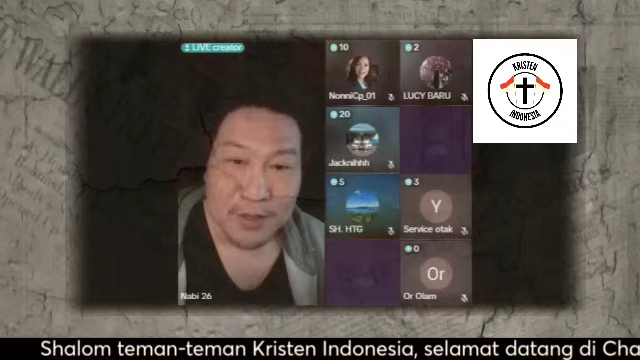 LIVE creator
10
2
KRISTEN
INDONESIA
NonniCp_01
LUCY BARU
20
Jacknihhh
5
3
Y
SH. HTG
Service otak
0
Or
Nabi 26
Or Olam
Shalom teman-teman Kristen Indonesia, selamat datang di Cha